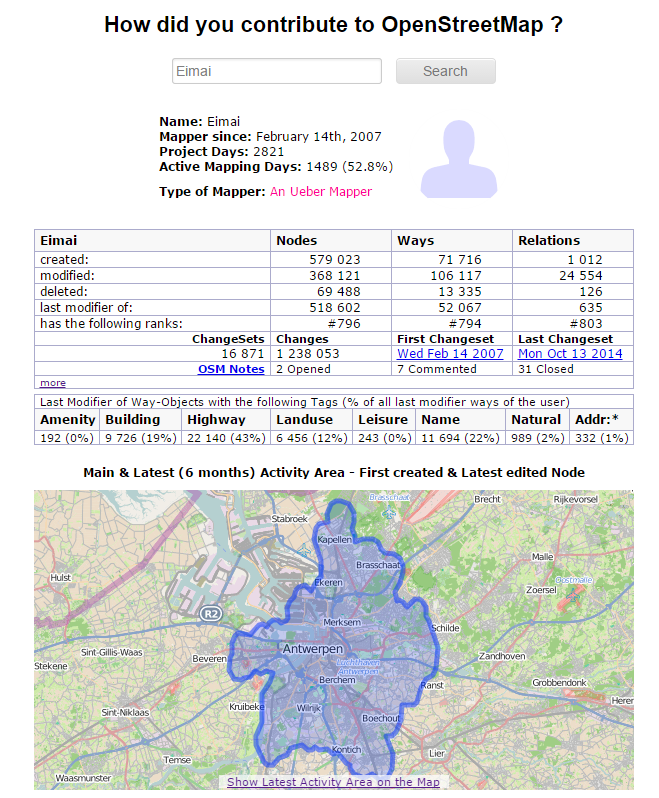 How did you contribute to OpenStreetMap ?
Eimai Search
Name: Eimai
Mapper since: February 14th, 2007
Project Days: 2821
Active Mapping Days: 1489 (52.8%)
Type of Mapper: An Ueber Mapper
Eimai Nodes Ways Relations
created: 579 023 71 716 1 012
modified: 368 121 106 117 24 554
deleted: 69 488 13 335 126
last modifier of: 518 602 52 067 635
has the following ranks: #796 #794 #803
ChangeSets Changes First Changeset Last Changeset
16 871 1 238 053 Wed Feb 14 2007 Mon Oct 13 2014
OSM Notes 2 Opened 7 Commented 31 Closed
more
Last Modifier of Way-Objects with the following Tags (% of all last modifier ways of the user)
Amenity Building Highway Landuse Leisure Name Natural Addr:*
192 (0%) 9 726 (19%) 22 140 (43%) 6 456 (12%) 243 (0%) 11 694 (22%) 989 (2%) 332 (1%)
Main & Latest (6 months) Activity Area - First created & Latest edited Node
Brasschaat Brecht Rijkevorsel
Stabroek
Kapellen
Malle
Brasschaat
Hulst Ekeren Oostmalle
Zoersel
R2
Merksem Schilde
Sint-Gillis-Waas Antwerpen Zandhoven
Beveren Luchthaven
Stekene Antwerpen
Berchem Ranst Grobbendonk
Heren
Kruibeke Wilrijk
Sint-Niklaas Boechout
Kontich Lier
Temse
Waasmunster Show Latest Activity Area on the Map